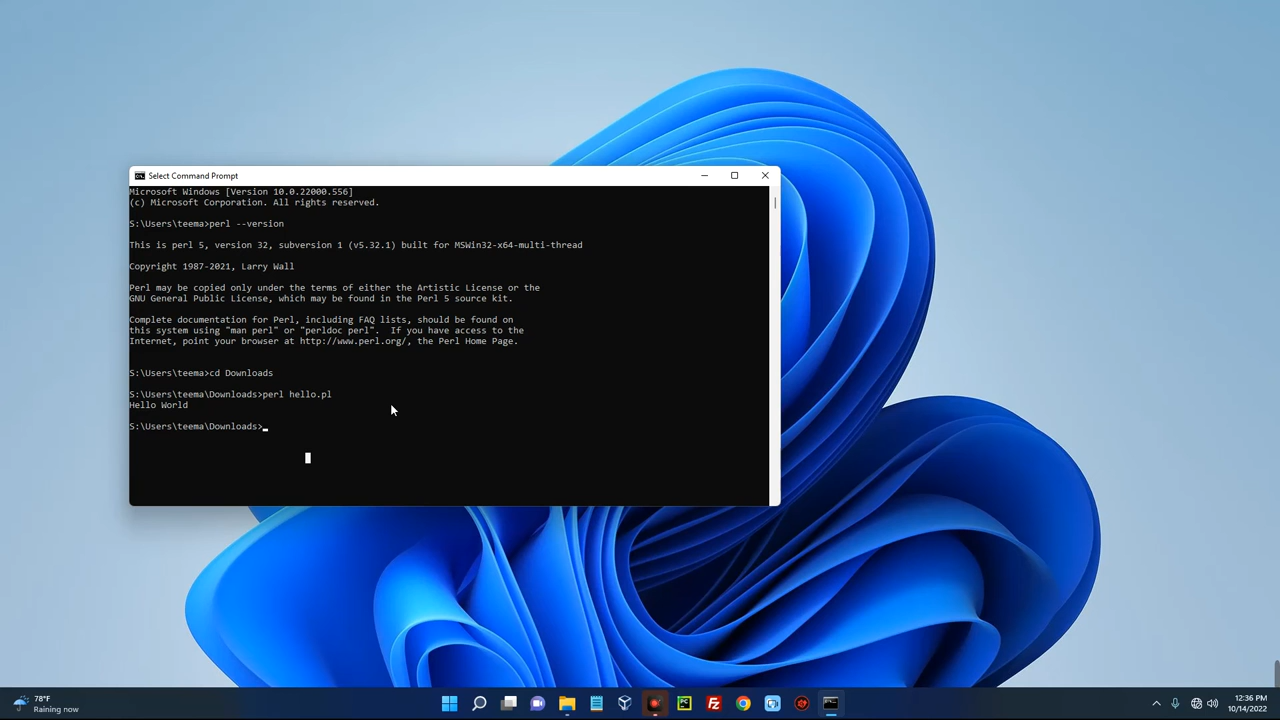 Select Command Prompt
Microsoft Windows [Version 10.0.22000.556]
(c) Microsoft Corporation. All rights reserved.
S:\Users\teema>perl --version
This is perl 5, version 32, subversion 1 (v5.32.1) built for MSWin32-x64-multi-thread
Copyright 1987-2021, Larry Wall
Perl may be copied only under the terms of either the Artistic License or the
GNU General Public License, which may be found in the Perl 5 source kit.
Complete documentation for Perl, including FAQ lists, should be found on
this system using "man perl" or "perldoc perl".  If you have access to the
Internet, point your browser at http://www.perl.org/, the Perl Home Page.
S:\Users\teema>cd Downloads
S:\Users\teema\Downloads>perl hello.pl
Hello World
S:\Users\teema\Downloads>
78°F
Raining now
PC
FZ
12:36 PM
10/14/2022